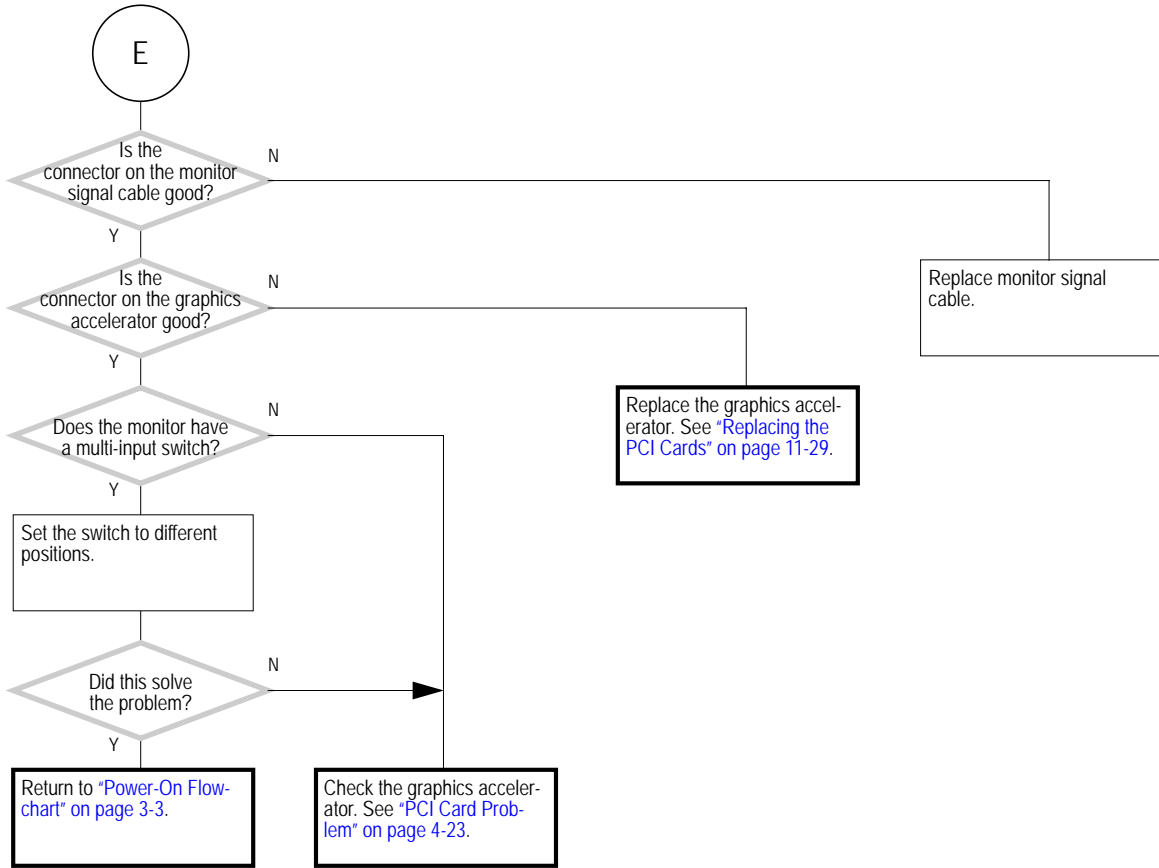 E
Is the
connector on the monitor
signal cable good?
N
Y
Replace monitor signal
cable.
Is the
connector on the graphics
accelerator good?
N
Y
Replace the graphics accel-
erator. See “Replacing the
PCI Cards” on page 11-29.
Does the monitor have
a multi-input switch?
N
Y
Set the switch to different
positions.
Did this solve
the problem?
N
Y
Return to “Power-On Flow-
chart” on page 3-3.
Check the graphics acceler-
ator. See “PCI Card Prob-
lem” on page 4-23.